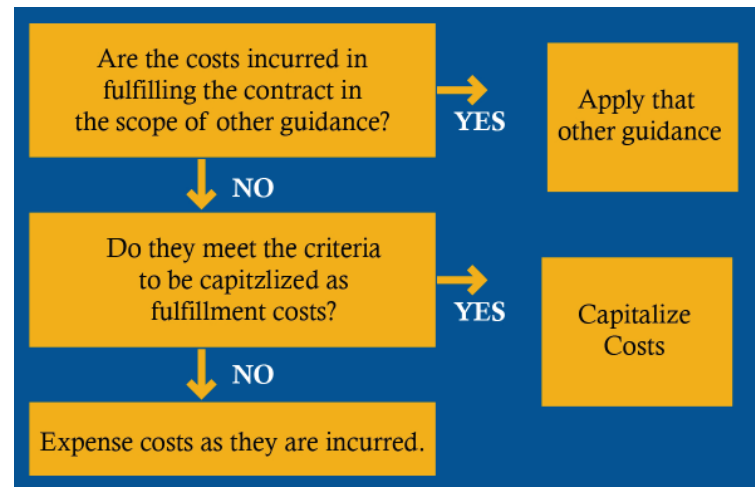 Are the costs incurred in
fulfilling the contract in
the scope of other guidance?
YES
Apply that
other guidance
NO
Do they meet the criteria
to be capitzlized as
fulfillment costs?
YES
Capitalize
Costs
NO
Expense costs as they are incurred.